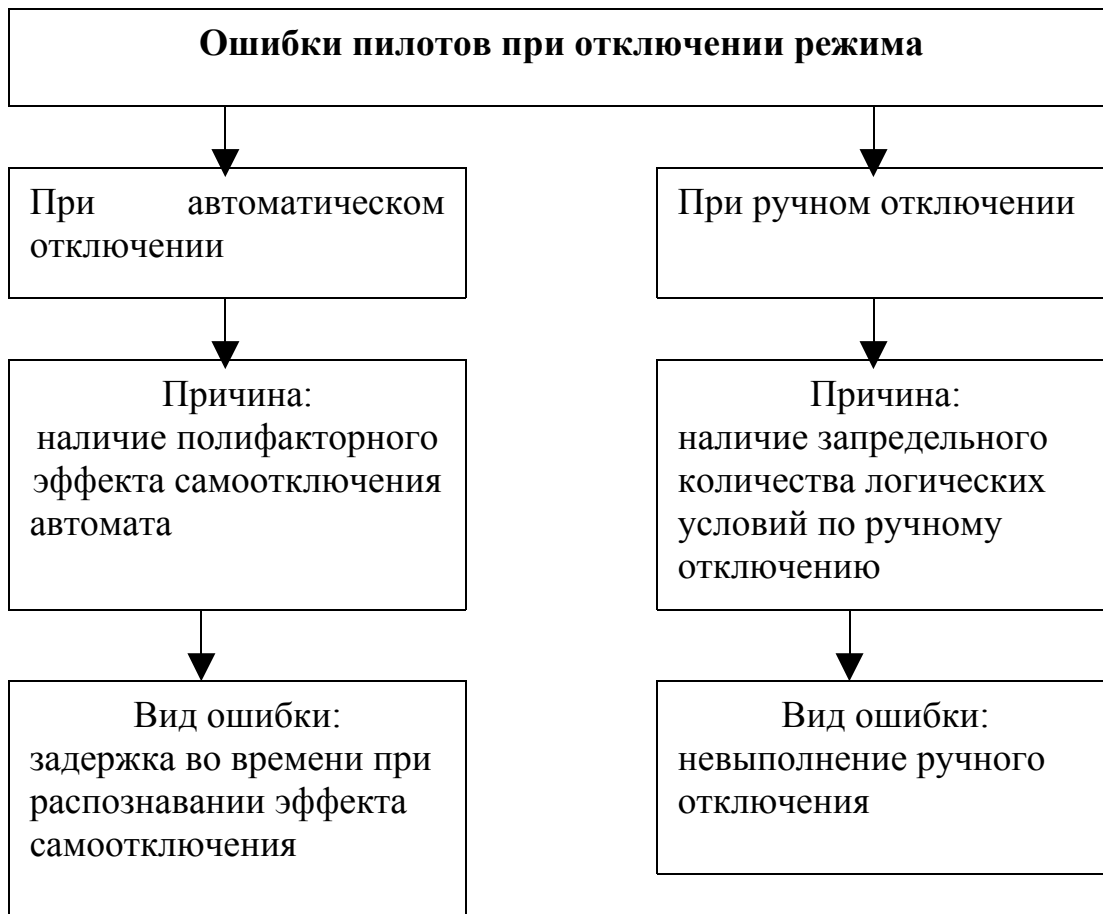 Ошибки пилотов при отключении режима
При автоматическом
отключении
При ручном отключении
Причина:
наличие полифакторного
эффекта самоотключения
автомата
Причина:
наличие запредельного
количества логических
условий по ручному
отключению
Вид ошибки:
задержка во времени при
распознавании эффекта
самоотключения
Вид ошибки:
невыполнение ручного
отключения